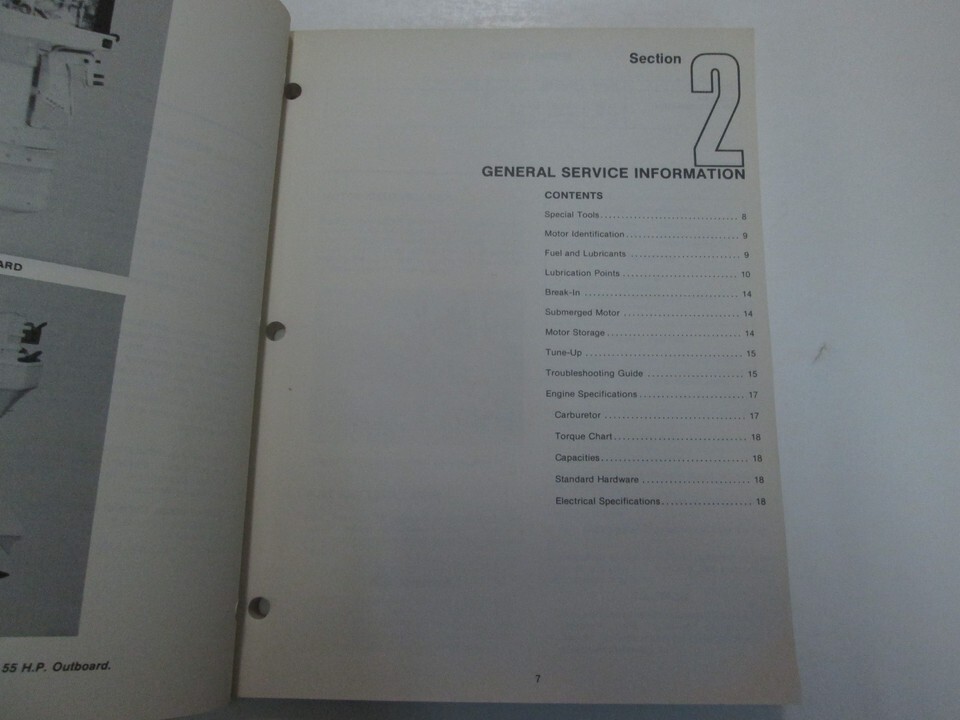 ARD
55 H.P. Outboard.
Section 2
GENERAL SERVICE INFORMATION
CONTENTS
Special Tools................................. 8
Motor Identification........................... 9
Fuel and Lubricants .......................... 9
Lubrication Points ............................ 10
Break-In ..................................... 14
Submerged Motor ............................ 14
Motor Storage................................. 14
Tune-Up ...................................... 15
Troubleshooting Guide ....................... 15
Engine Specifications......................... 17
Carburetor .................................. 17
Torque Chart................................ 18
Capacities................................... 18
Standard Hardware .......................... 18
Electrical Specifications...................... 18
7